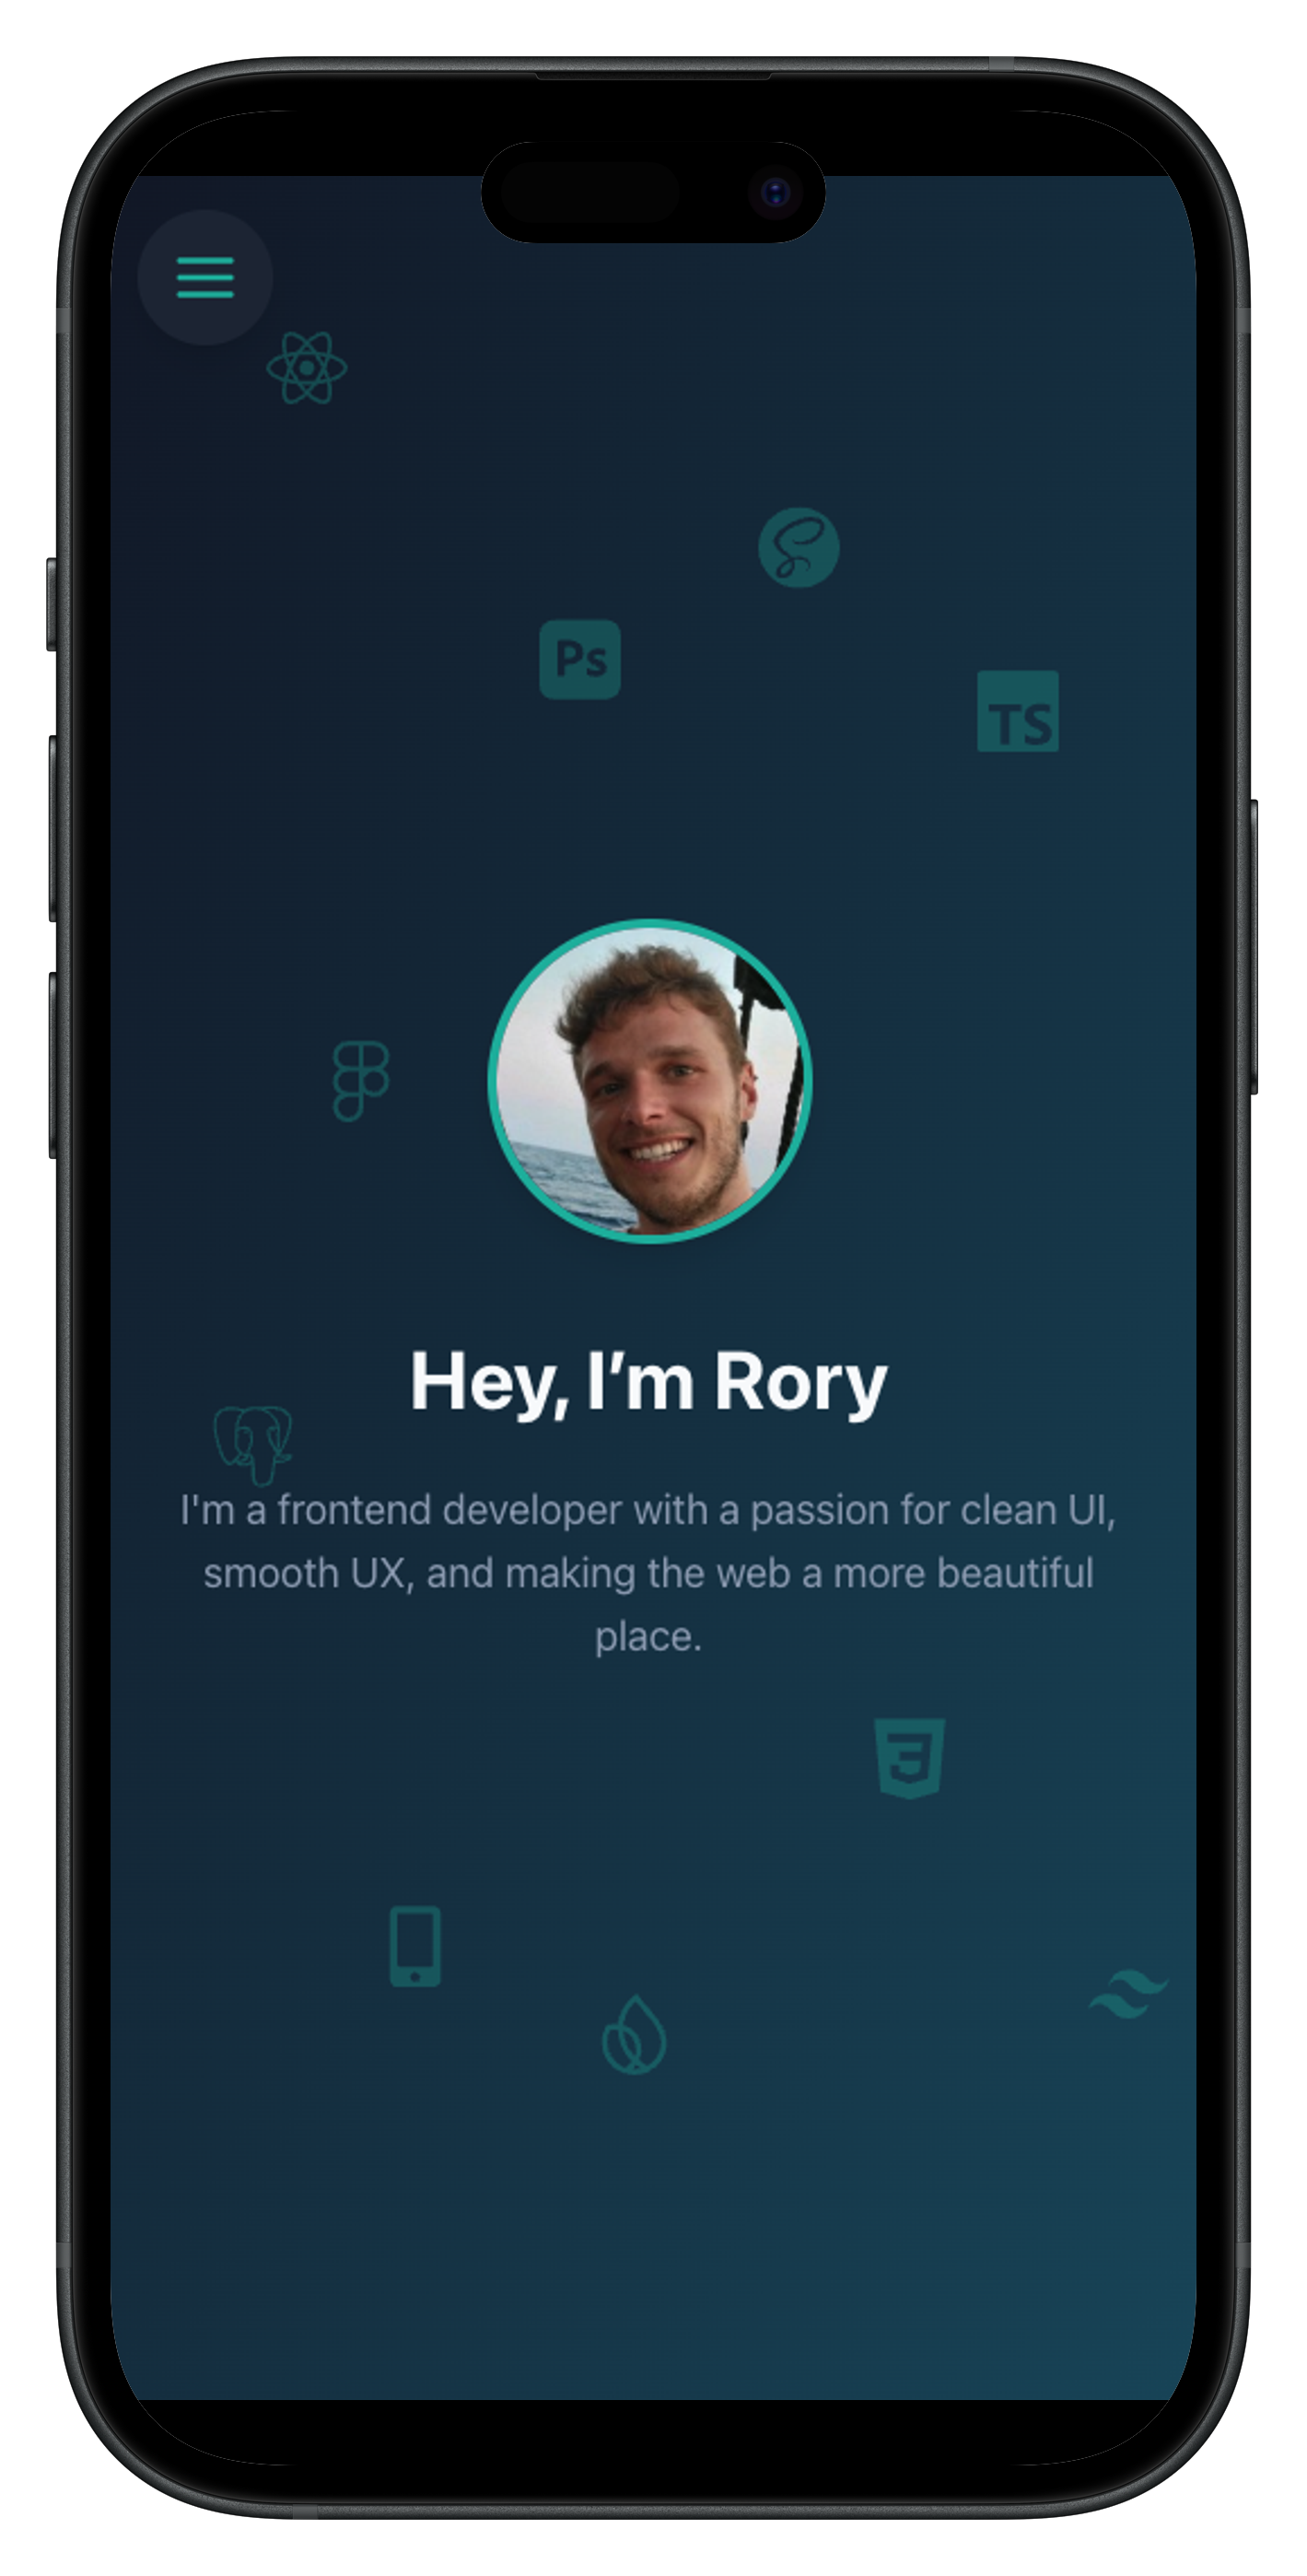 Ps
TS
Hey, I’m Rory
I'm a frontend developer with a passion for clean UI,
smooth UX, and making the web a more beautiful
place.
3